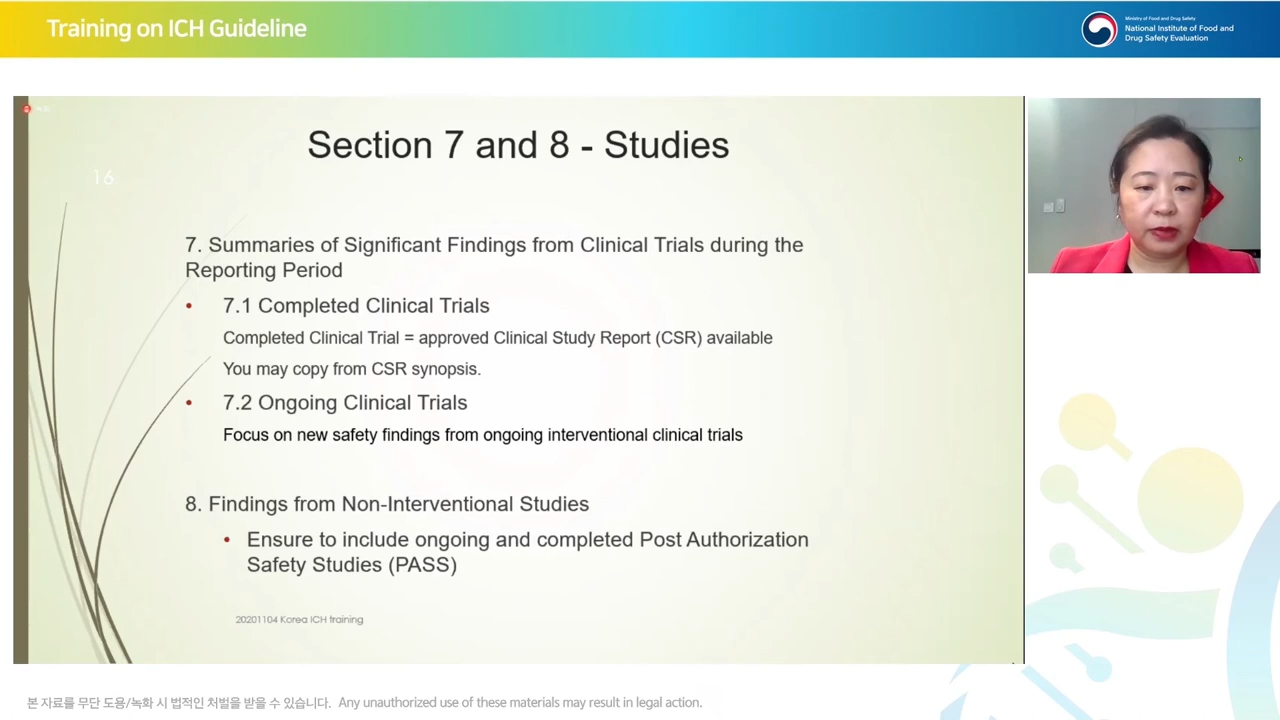 Training on ICH Guideline
Ministry of Food and Drug Safety
National Institute of Food and
Drug Safety Evaluation
Section 7 and 8 - Studies
16
7. Summaries of Significant Findings from Clinical Trials during the
Reporting Period
• 7.1 Completed Clinical Trials
Completed Clinical Trial = approved Clinical Study Report (CSR) available
You may copy from CSR synopsis.
• 7.2 Ongoing Clinical Trials
Focus on new safety findings from ongoing interventional clinical trials
8. Findings from Non-Interventional Studies
• Ensure to include ongoing and completed Post Authorization
Safety Studies (PASS)
20201104 Korea ICH training
본 자료를 무단 도용/녹화 시 법적인 처벌을 받을 수 있습니다. Any unauthorized use of these materials may result in legal action.